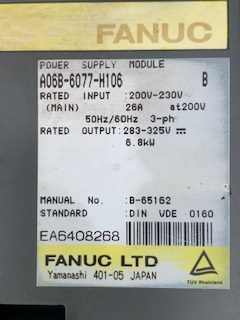 FANUC
POWER SUPPLY MODULE
A06B-6077-H106 B
RATED INPUT :200V-230V
(MAIN) 26A at200V
50Hz/60Hz 3-ph
RATED OUTPUT:283-325V ⎓
6.8kW
MANUAL No. :B-65162
STANDARD :DIN VDE 0160
EA6408268
FANUC LTD
Yamanashi 401-05 JAPAN
TÜV Rheinland